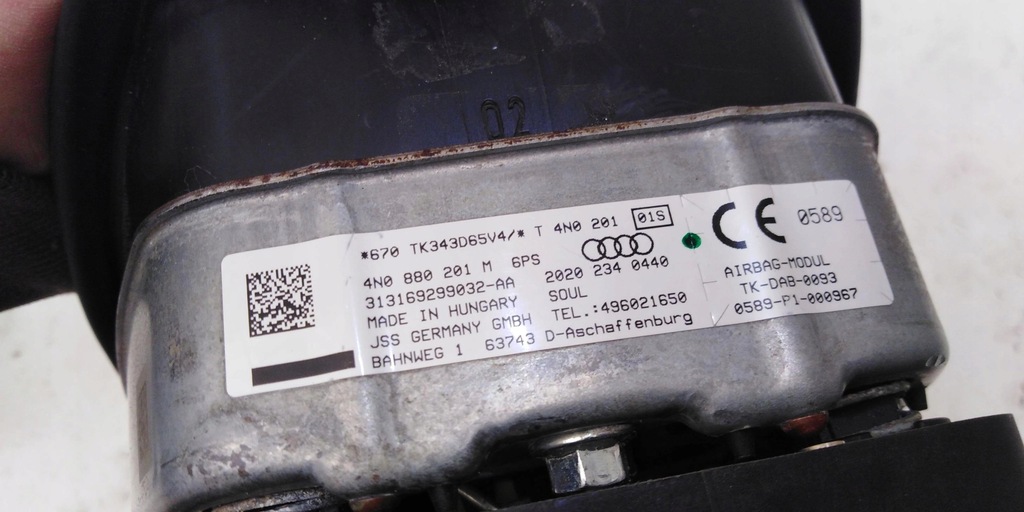 02
*670 TK343D65V4/* T 4N0 201 01S
4N0 880 201 M 6PS
313169299032-AA
MADE IN HUNGARY
JSS GERMANY GMBH
BAHNWEG 1 63743 D-Aschaffenburg
2020 234 0440
SOUL
TEL.:496021650
CE 0589
AIRBAG-MODUL
TK-DAB-0093
0589-P1-000967